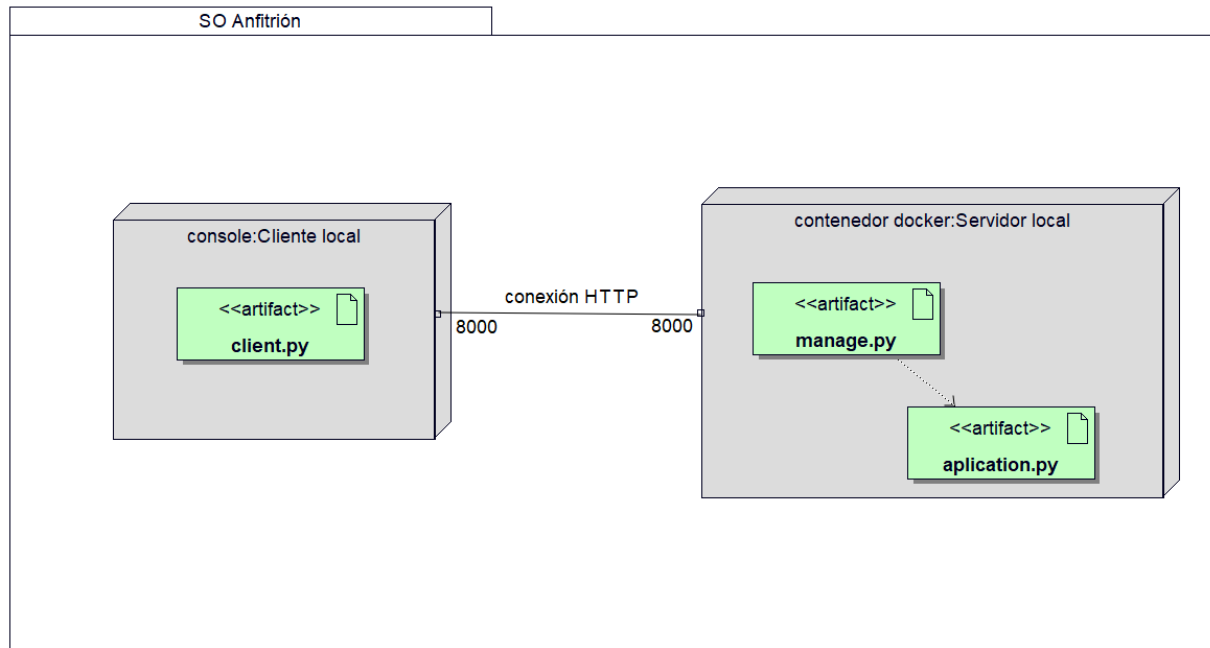 SO Anfitrión
console:Cliente local
<<artifact>>
client.py
conexión HTTP
8000
8000
contenedor docker:Servidor local
<<artifact>>
manage.py
<<artifact>>
aplication.py